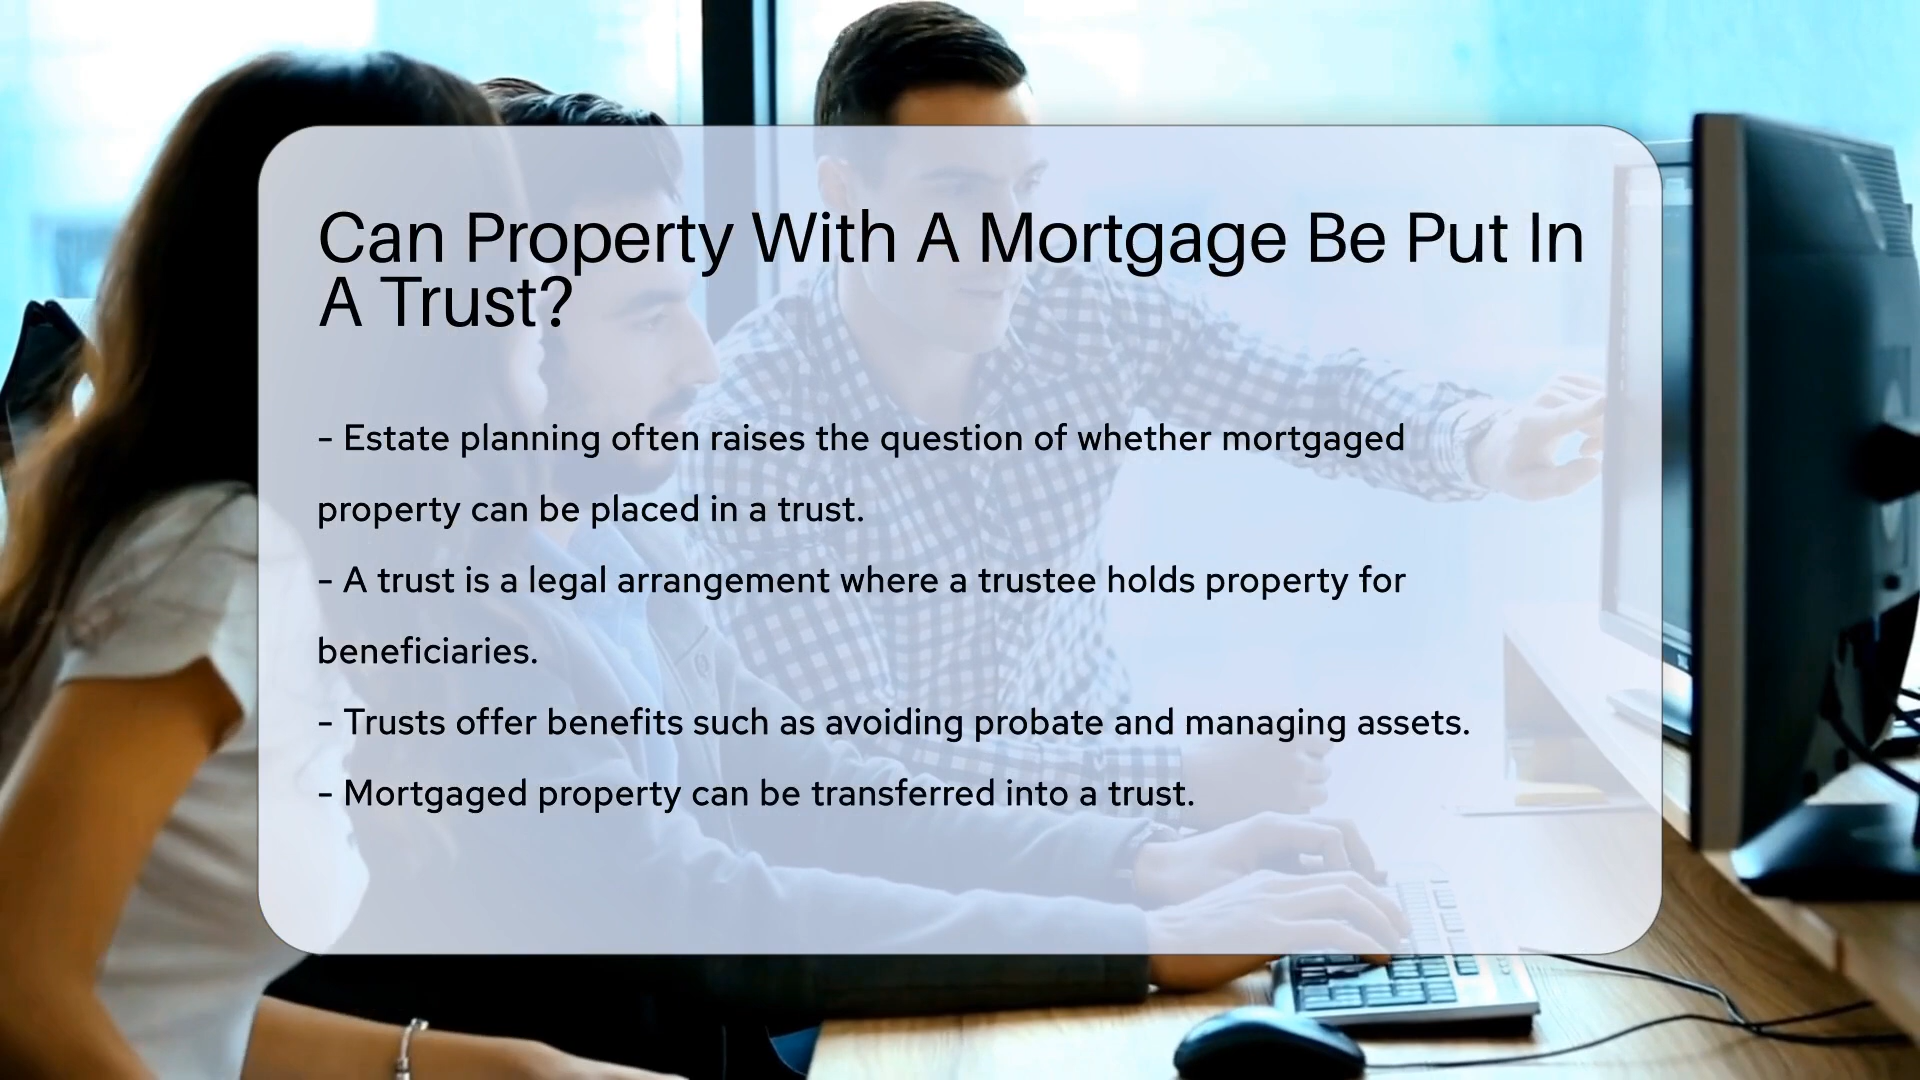 Can Property With A Mortgage Be Put In
A Trust?
- Estate planning often raises the question of whether mortgaged
property can be placed in a trust.
- A trust is a legal arrangement where a trustee holds property for
beneficiaries.
- Trusts offer benefits such as avoiding probate and managing assets.
- Mortgaged property can be transferred into a trust.